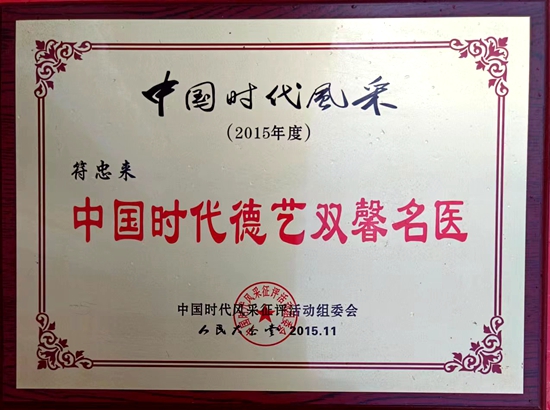 中国时代风采
(2015年度)
符忠来
中国时代德艺双馨名医
中国时代风采征评活动组委会
人民大会堂 2015.11